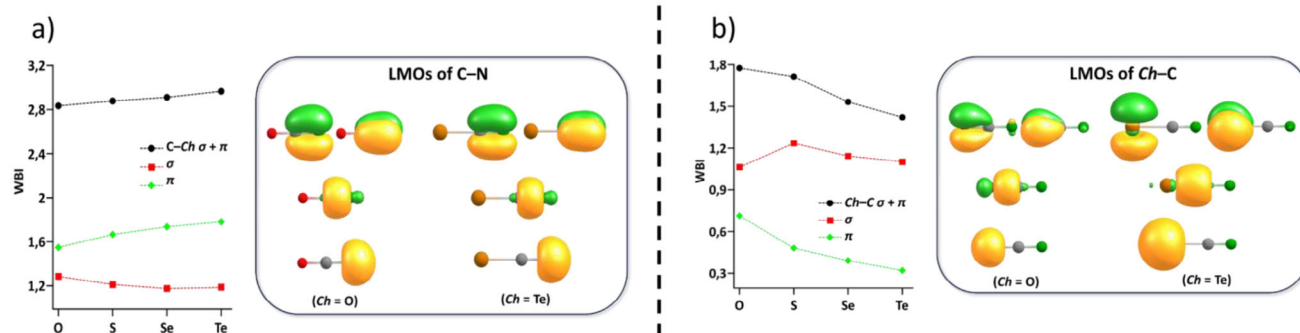 a)
LMOs of C–N
3,2
2,8
2,4
2
1,6
1,2
WBI
C–Ch σ + π
σ
π
O S Se Te
(Ch = O) (Ch = Te)
b)
LMOs of Ch–C
1,8
1,5
1,2
0,9
0,6
0,3
WBI
Ch–C σ + π
σ
π
O S Se Te
(Ch = O) (Ch = Te)